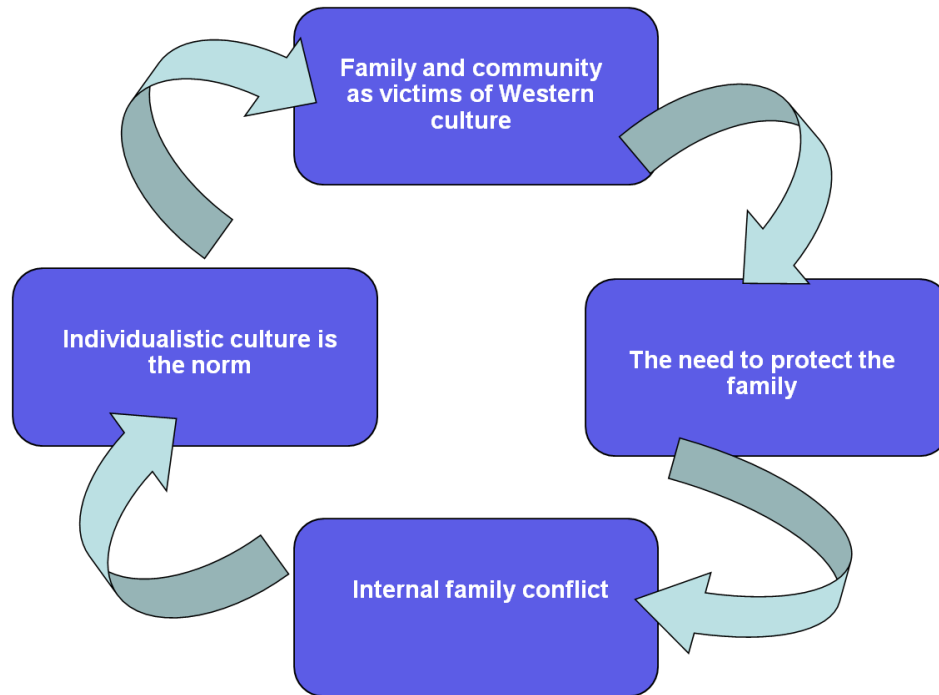 Family and community
as victims of Western
culture
Individualistic culture is
the norm
The need to protect the
family
Internal family conflict